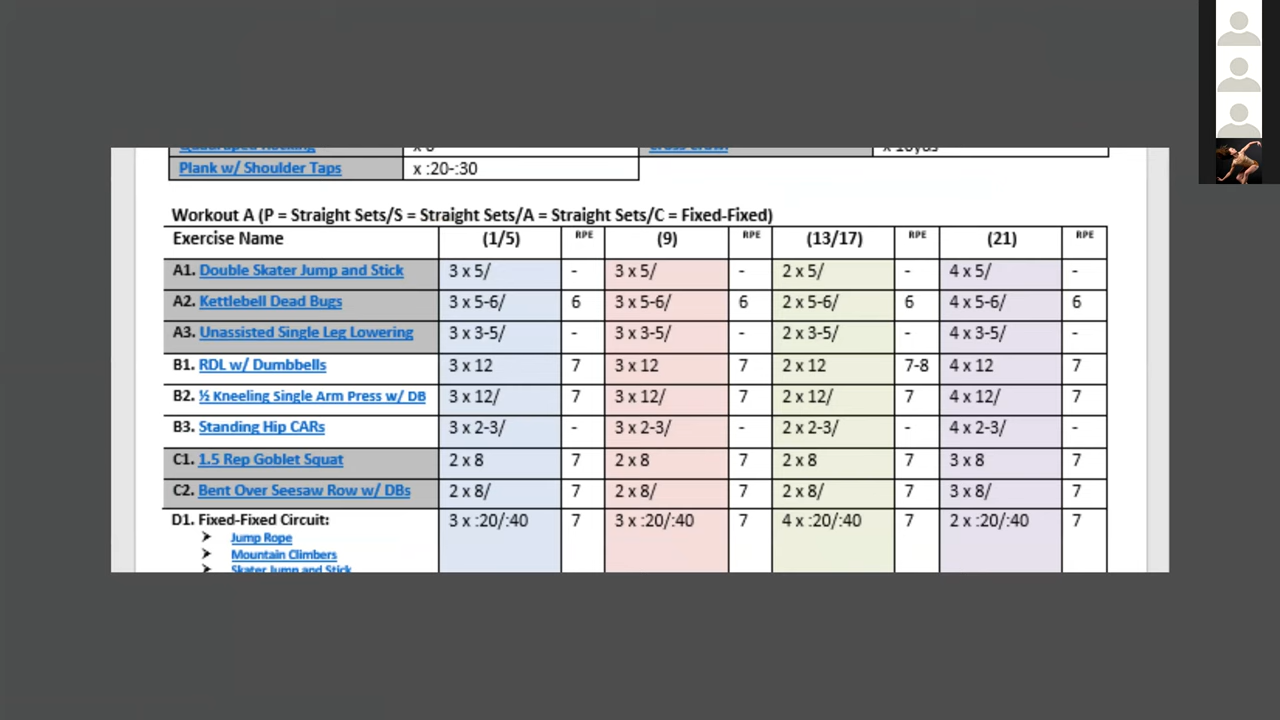 Plank w/ Shoulder Taps x :20-:30
Workout A (P = Straight Sets/S = Straight Sets/A = Straight Sets/C = Fixed-Fixed)
Exercise Name (1/5) RPE (9) RPE (13/17) RPE (21) RPE
A1. Double Skater Jump and Stick 3 x 5/ - 3 x 5/ - 2 x 5/ - 4 x 5/ -
A2. Kettlebell Dead Bugs 3 x 5-6/ 6 3 x 5-6/ 6 2 x 5-6/ 6 4 x 5-6/ 6
A3. Unassisted Single Leg Lowering 3 x 3-5/ - 3 x 3-5/ - 2 x 3-5/ - 4 x 3-5/ -
B1. RDL w/ Dumbbells 3 x 12 7 3 x 12 7 2 x 12 7-8 4 x 12 7
B2. ½ Kneeling Single Arm Press w/ DB 3 x 12/ 7 3 x 12/ 7 2 x 12/ 7 4 x 12/ 7
B3. Standing Hip CARs 3 x 2-3/ - 3 x 2-3/ - 2 x 2-3/ - 4 x 2-3/ -
C1. 1.5 Rep Goblet Squat 2 x 8 7 2 x 8 7 2 x 8 7 3 x 8 7
C2. Bent Over Seesaw Row w/ DBs 2 x 8/ 7 2 x 8/ 7 2 x 8/ 7 3 x 8/ 7
D1. Fixed-Fixed Circuit: 3 x :20/:40 7 3 x :20/:40 7 4 x :20/:40 7 2 x :20/:40 7
Jump Rope
Mountain Climbers
Skater Jump and Stick